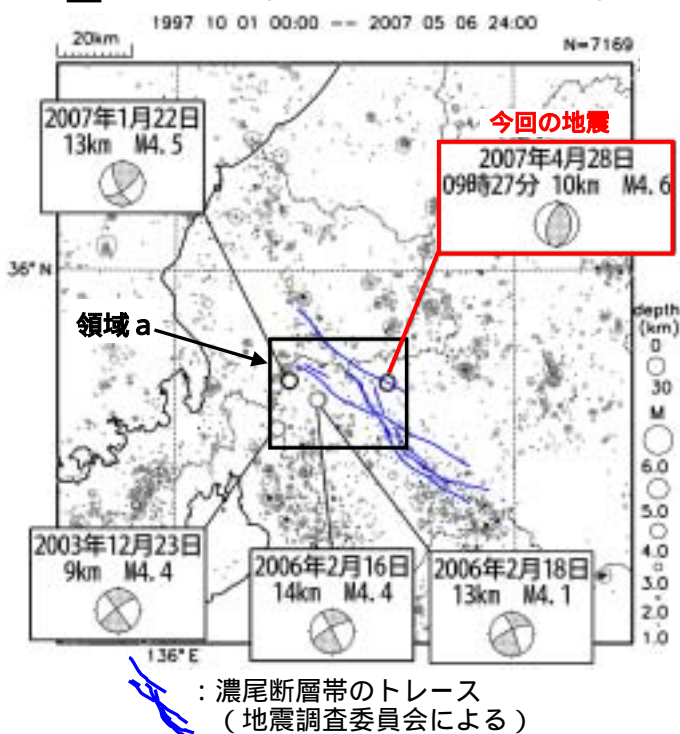 1997 10 01 00:00 -- 2007 05 06 24:00
20km
N=7169
2007年1月22日
13km M4.5
今回の地震
2007年4月28日
09時27分 10km M4.6
36°N
領域a
depth
(km)
0
30
M
6.0
5.0
4.0
3.0
2.0
1.0
2003年12月23日
9km M4.4
2006年2月16日
14km M4.4
2006年2月18日
13km M4.1
136°E
：濃尾断層帯のトレース
（地震調査委員会による）